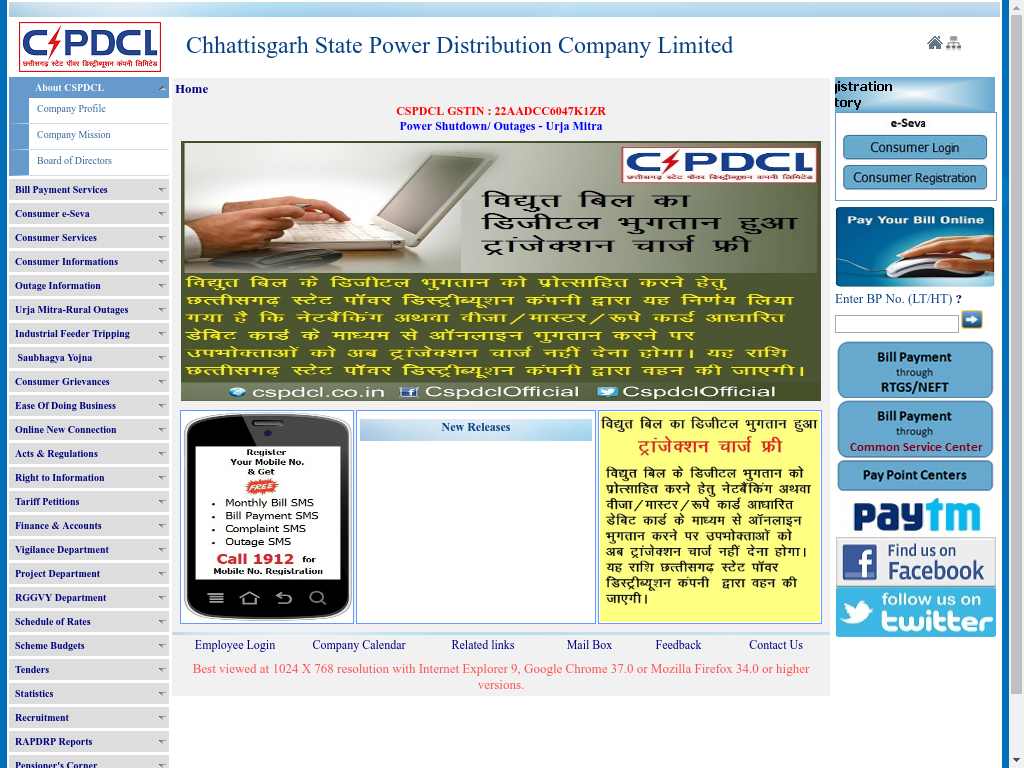 CSPDCL
छत्तीसगढ़ स्टेट पॉवर डिस्ट्रीब्यूशन कंपनी लिमिटेड
Chhattisgarh State Power Distribution Company Limited
About CSPDCL
Company Profile
Company Mission
Board of Directors
Bill Payment Services
Consumer e-Seva
Consumer Services
Consumer Informations
Outage Information
Urja Mitra-Rural Outages
Industrial Feeder Tripping
Saubhagya Yojna
Consumer Grievances
Ease Of Doing Business
Online New Connection
Acts & Regulations
Right to Information
Tariff Petitions
Finance & Accounts
Vigilance Department
Project Department
RGGVY Department
Schedule of Rates
Scheme Budgets
Tenders
Statistics
Recruitment
RAPDRP Reports
Pensioner's Corner
Home
CSPDCL GSTIN : 22AADCC6047K1ZR
Power Shutdown/ Outages - Urja Mitra
CSPDCL
छत्तीसगढ़ स्टेट पॉवर डिस्ट्रीब्यूशन कंपनी लिमिटेड
विद्युत बिल का
डिजीटल भुगतान हुआ
ट्रांजेक्शन चार्ज फ्री
विद्युत बिल के डिजीटल भुगतान को प्रोत्साहित करने हेतु
छत्तीसगढ़ स्टेट पॉवर डिस्ट्रीब्यूशन कंपनी द्वारा यह निर्णय लिया
गया है कि नेटबैंकिंग अथवा वीजा/मास्टर/रूपे कार्ड आधारित
डेबिट कार्ड के माध्यम से ऑनलाइन भुगतान करने पर
उपभोक्ताओं को अब ट्रांजेक्शन चार्ज नहीं देना होगा। यह राशि
छत्तीसगढ़ स्टेट पॉवर डिस्ट्रीब्यूशन कंपनी द्वारा वहन की जाएगी।
cspdcl.co.in CspdclOfficial CspdclOfficial
Register
Your Mobile No.
& Get
FREE
• Monthly Bill SMS
• Bill Payment SMS
• Complaint SMS
• Outage SMS
Call 1912 for
Mobile No. Registration
New Releases
विद्युत बिल का डिजीटल भुगतान हुआ
ट्रांजेक्शन चार्ज फ्री
विद्युत बिल के डिजीटल भुगतान को
प्रोत्साहित करने हेतु नेटबैंकिंग अथवा
वीजा/मास्टर/रूपे कार्ड आधारित
डेबिट कार्ड के माध्यम से ऑनलाइन
भुगतान करने पर उपभोक्ताओं को
अब ट्रांजेक्शन चार्ज नहीं देना होगा।
यह राशि छत्तीसगढ़ स्टेट पॉवर
डिस्ट्रीब्यूशन कंपनी द्वारा वहन की
जाएगी।
Employee Login Company Calendar Related links Mail Box Feedback Contact Us
Best viewed at 1024 X 768 resolution with Internet Explorer 9, Google Chrome 37.0 or Mozilla Firefox 34.0 or higher
versions.
gistration
tory
e-Seva
Consumer Login
Consumer Registration
Pay Your Bill Online
Enter BP No. (LT/HT) ?
Bill Payment
through
RTGS/NEFT
Bill Payment
through
Common Service Center
Pay Point Centers
paytm
Find us on
Facebook
follow us on
twitter